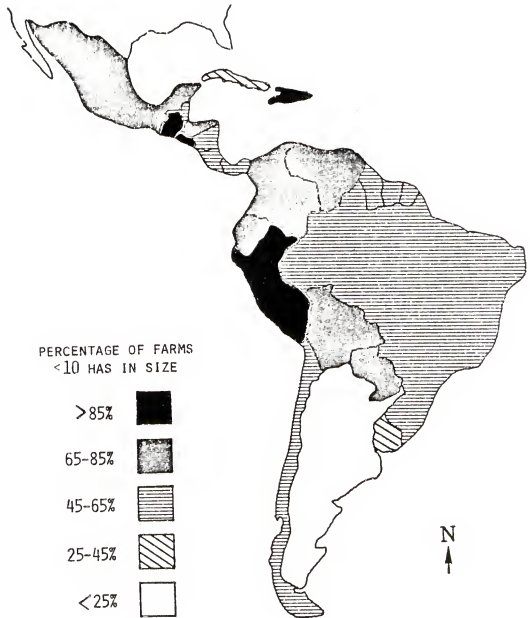 PERCENTAGE OF FARMS
<10 HAS IN SIZE
>85%
65-85%
45-65%
25-45%
<25%
N